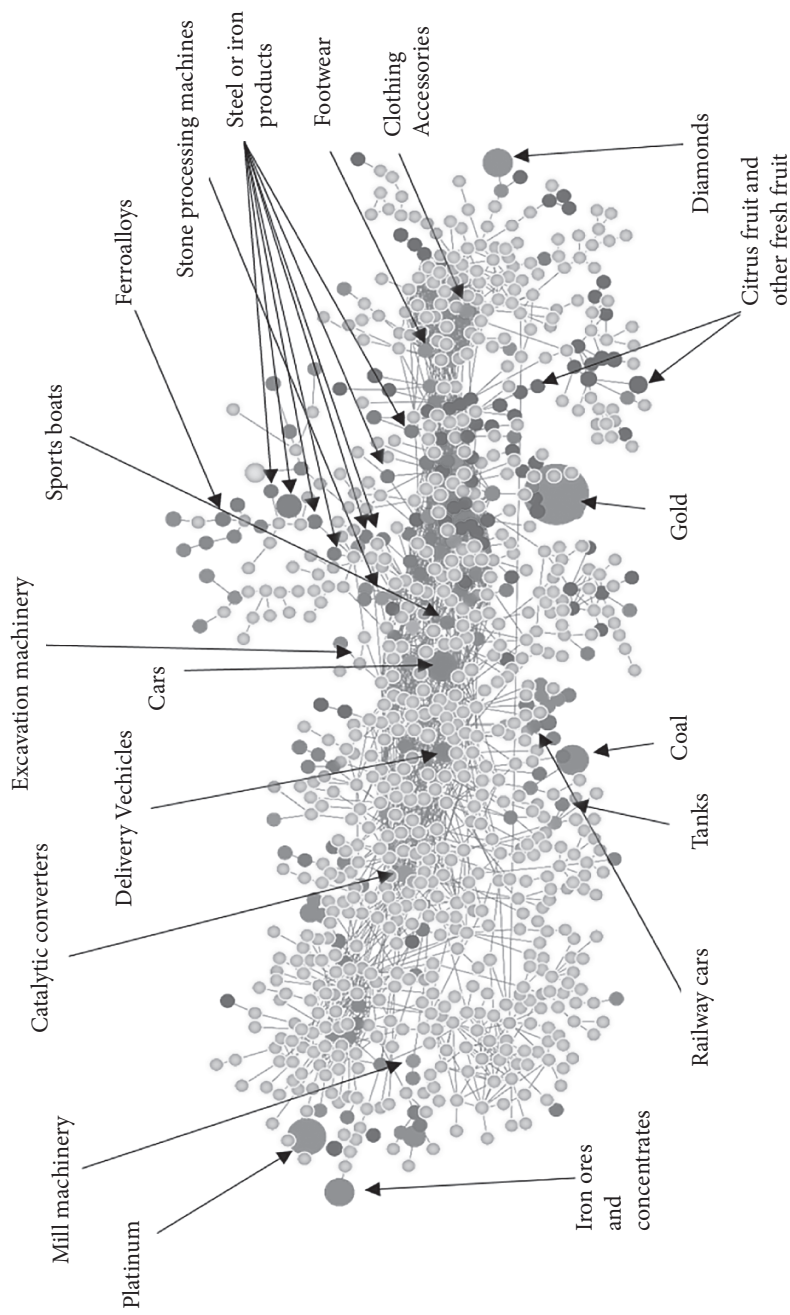 Platinum
Mill machinery
Catalytic converters
Delivery Vechicles
Excavation machinery
Cars
Sports boats
Ferroalloys
Stone processing machines
Steel or iron
products
Footwear
Clothing
Accessories
Iron ores
and
concentrates
Railway cars
Tanks
Coal
Gold
Citrus fruit and
other fresh fruit
Diamonds